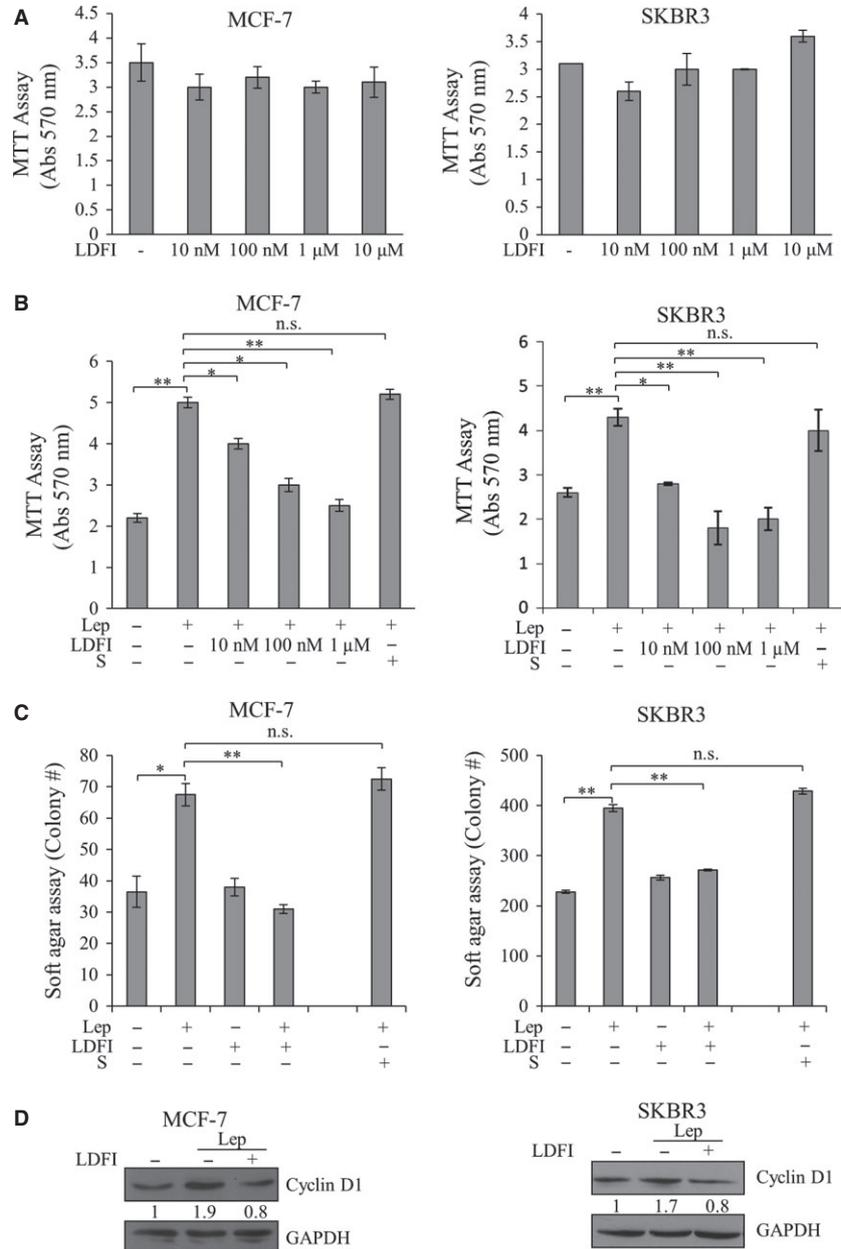 A
MCF-7
MTT Assay
(Abs 570 nm)
4.5
4
3.5
3
2.5
2
1.5
1
0.5
0
LDFI - 10 nM 100 nM 1 µM 10 µM
SKBR3
MTT Assay
(Abs 570 nm)
4
3.5
3
2.5
2
1.5
1
0.5
0
LDFI - 10 nM 100 nM 1 µM 10 µM
B
MCF-7
n.s.
**
*
*
**
MTT Assay
(Abs 570 nm)
6
5
4
3
2
1
0
Lep – + + + + +
LDFI – – 10 nM 100 nM 1 µM –
S – – – – – +
SKBR3
n.s.
**
**
*
**
MTT Assay
(Abs 570 nm)
6
5
4
3
2
1
0
Lep – + + + + +
LDFI – – 10 nM 100 nM 1 µM –
S – – – – – +
C
MCF-7
n.s.
**
*
Soft agar assay (Colony #)
80
70
60
50
40
30
20
10
0
Lep – + – + +
LDFI – – + + –
S – – – – +
SKBR3
n.s.
**
**
Soft agar assay (Colony #)
500
400
300
200
100
0
Lep – + – + +
LDFI – – + + –
S – – – – +
D
MCF-7
Lep
LDFI – – +
Cyclin D1
1 1.9 0.8
GAPDH
SKBR3
Lep
LDFI – – +
Cyclin D1
1 1.7 0.8
GAPDH